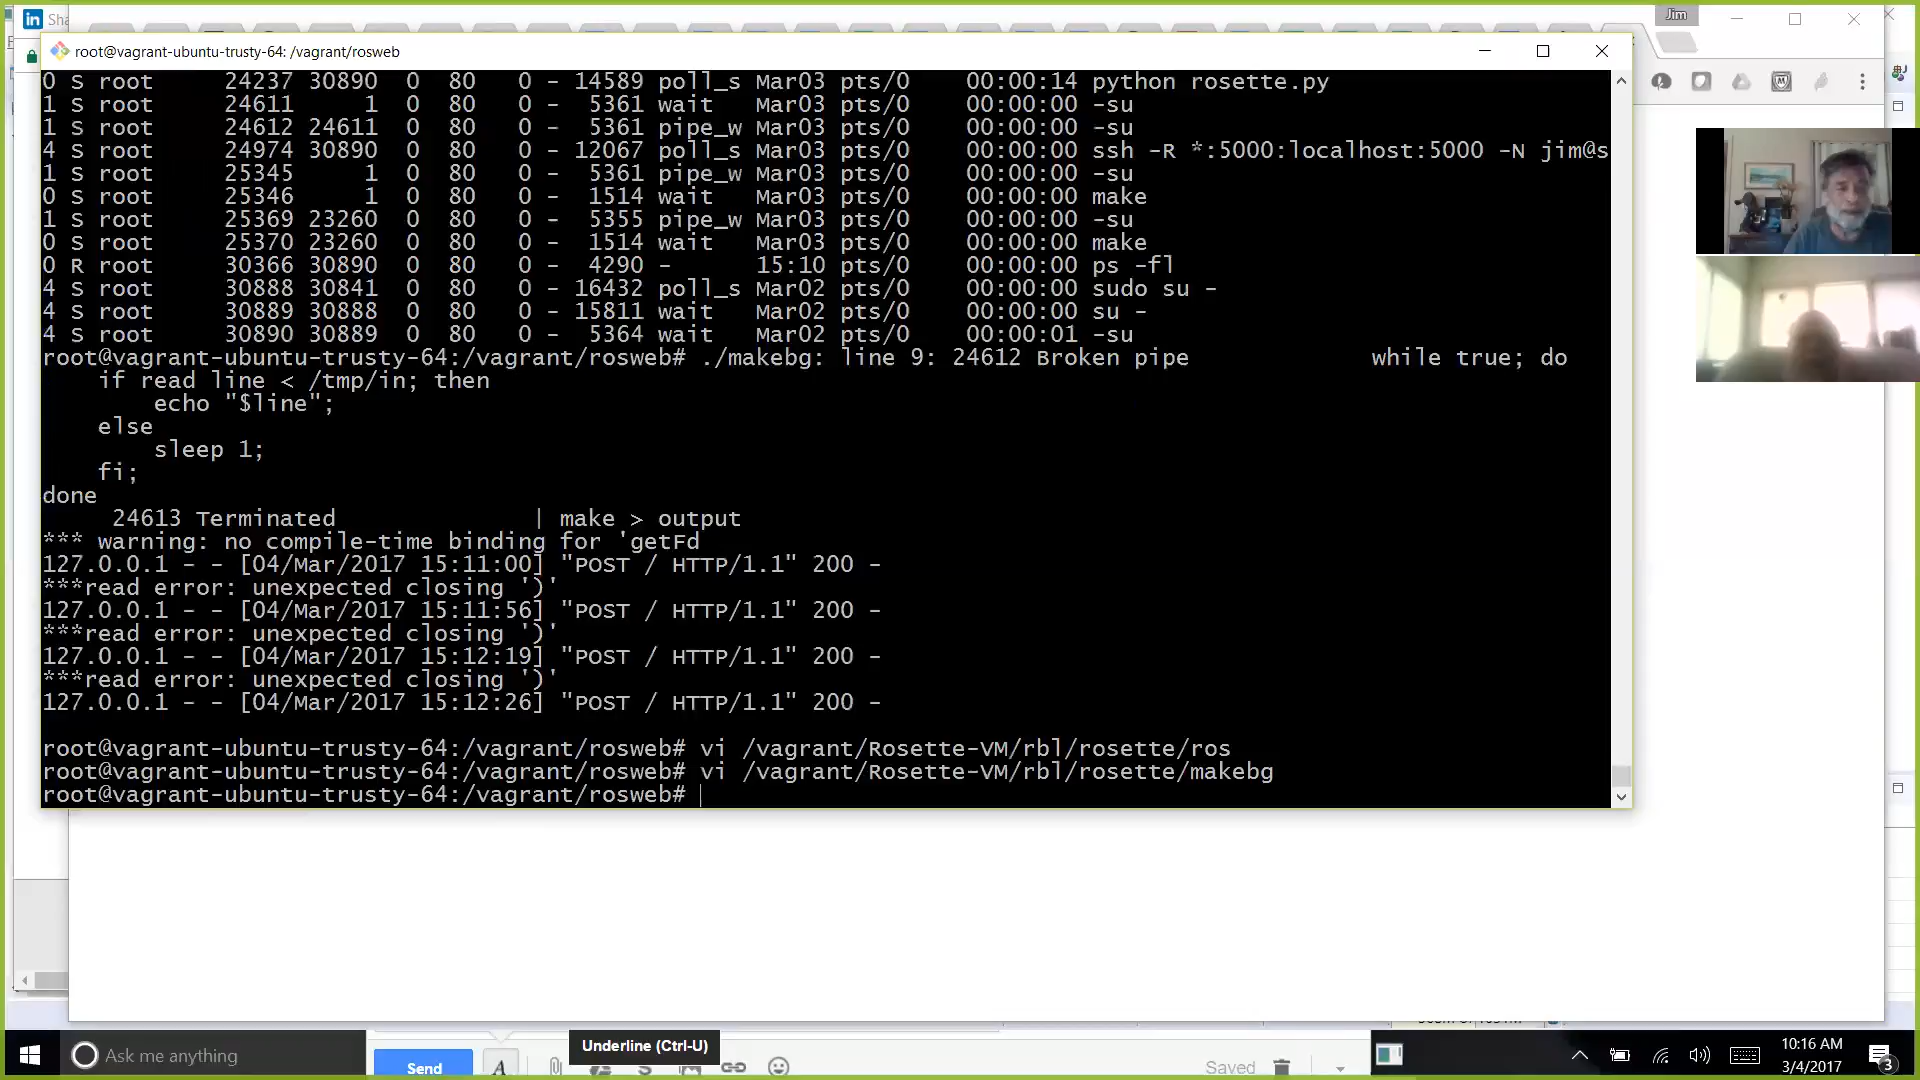 Jim
root@vagrant-ubuntu-trusty-64: /vagrant/rosweb
0 S root 24237 30890 0 80 0 - 14589 poll_s Mar03 pts/0 00:00:14 python rosette.py
1 S root 24611 1 0 80 0 - 5361 wait Mar03 pts/0 00:00:00 -su
1 S root 24612 24611 0 80 0 - 5361 pipe_w Mar03 pts/0 00:00:00 -su
4 S root 24974 30890 0 80 0 - 12067 poll_s Mar03 pts/0 00:00:00 ssh -R *:5000:localhost:5000 -N jim@s
1 S root 25345 1 0 80 0 - 5361 pipe_w Mar03 pts/0 00:00:00 -su
0 S root 25346 1 0 80 0 - 1514 wait Mar03 pts/0 00:00:00 make
1 S root 25369 23260 0 80 0 - 5355 pipe_w Mar03 pts/0 00:00:00 -su
0 S root 25370 23260 0 80 0 - 1514 wait Mar03 pts/0 00:00:00 make
0 R root 30366 30890 0 80 0 - 4290 - 15:10 pts/0 00:00:00 ps -fl
4 S root 30888 30841 0 80 0 - 16432 poll_s Mar02 pts/0 00:00:00 sudo su -
4 S root 30889 30888 0 80 0 - 15811 wait Mar02 pts/0 00:00:00 su -
4 S root 30890 30889 0 80 0 - 5364 wait Mar02 pts/0 00:00:01 -su
root@vagrant-ubuntu-trusty-64:/vagrant/rosweb# ./makebg: line 9: 24612 Broken pipe while true; do
if read line < /tmp/in; then
echo "$line";
else
sleep 1;
fi;
done
24613 Terminated | make > output
*** warning: no compile-time binding for 'getFd
127.0.0.1 - - [04/Mar/2017 15:11:00] "POST / HTTP/1.1" 200 -
***read error: unexpected closing ')'
127.0.0.1 - - [04/Mar/2017 15:11:56] "POST / HTTP/1.1" 200 -
***read error: unexpected closing ')'
127.0.0.1 - - [04/Mar/2017 15:12:19] "POST / HTTP/1.1" 200 -
***read error: unexpected closing ')'
127.0.0.1 - - [04/Mar/2017 15:12:26] "POST / HTTP/1.1" 200 -
root@vagrant-ubuntu-trusty-64:/vagrant/rosweb# vi /vagrant/Rosette-VM/rbl/rosette/ros
root@vagrant-ubuntu-trusty-64:/vagrant/rosweb# vi /vagrant/Rosette-VM/rbl/rosette/makebg
root@vagrant-ubuntu-trusty-64:/vagrant/rosweb#
Underline (Ctrl-U)
Ask me anything
Send
Saved
10:16 AM
3/4/2017
3